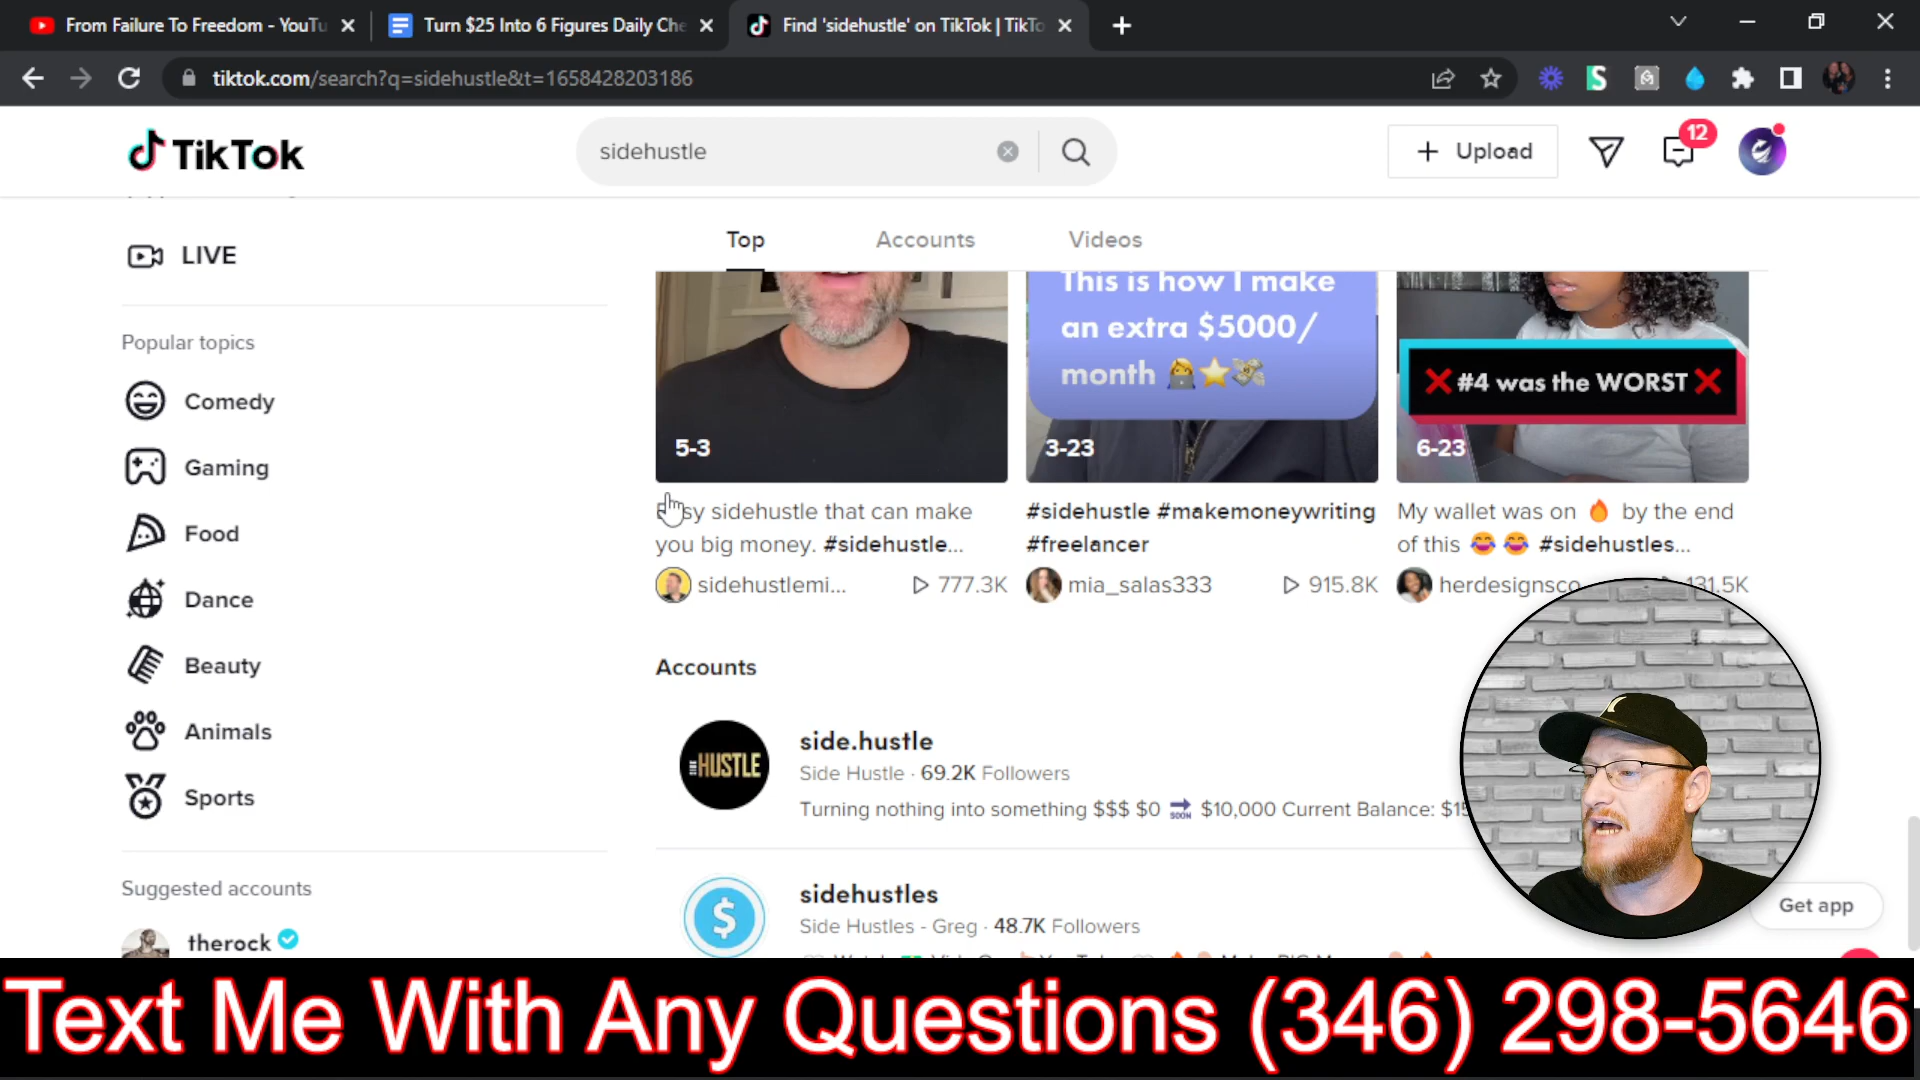 From Failure To Freedom - YouTu
Turn $25 Into 6 Figures Daily Che
Find 'sidehustle' on TikTok | TikTo
tiktok.com/search?q=sidehustle&t=1658428203186
TikTok
sidehustle
Upload
12
LIVE
Top
Accounts
Videos
Popular topics
Comedy
Gaming
Food
Dance
Beauty
Animals
Sports
Suggested accounts
therock
5-3
sy sidehustle that can make
you big money. #sidehustle...
sidehustlemi...
777.3K
This is how I make
an extra $5000/
month 👩‍💻⭐💸
3-23
#sidehustle #makemoneywriting
#freelancer
mia_salas333
915.8K
❌ #4 was the WORST ❌
6-23
My wallet was on 🔥 by the end
of this 😂 😂 #sidehustles...
herdesignsco
131.5K
Accounts
HUSTLE
side.hustle
Side Hustle · 69.2K Followers
Turning nothing into something $$$ $0 🔜 $10,000 Current Balance: $15
$
sidehustles
Side Hustles - Greg · 48.7K Followers
Get app
Text Me With Any Questions (346) 298-5646